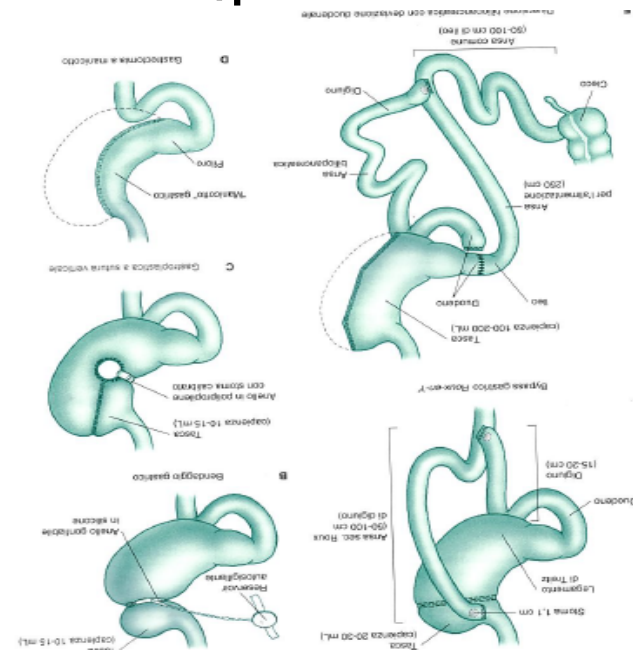 Tasca
(capienza 20-30 mL)
Stoma 1,1 cm
Legamento
di Treitz
Duodeno
Ansa sec. Roux
(50-100 cm
di digiuno)
Digiuno
(15-20 cm)
Bypass gastrico Roux-en-Y
(capienza 10-15 mL)
Reservoir
autosigillante
Anello gonfiabile
in silicone
B Bendaggio gastrico
Tasca
(capienza 10-15 mL)
Anello in polipropilene
con stoma calibrato
C Gastroplastica a sutura verticale
Tasca
(capienza 100-200 mL)
Ileo
Duodeno
Ansa
per l'alimentazione
(250 cm)
Ansa
biliopancreatica
Digiuno
Cieco
Ansa comune
(50-100 cm di ileo)
E Diversione biliopancreatica con deviazione duodenale
"Manicotto" gastrico
Piloro
D Gastrectomia a manicotto